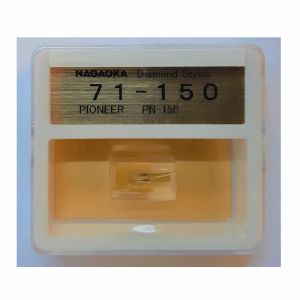 NAGAOKA Diamond Stylus
71-150
PIONEER PN-150